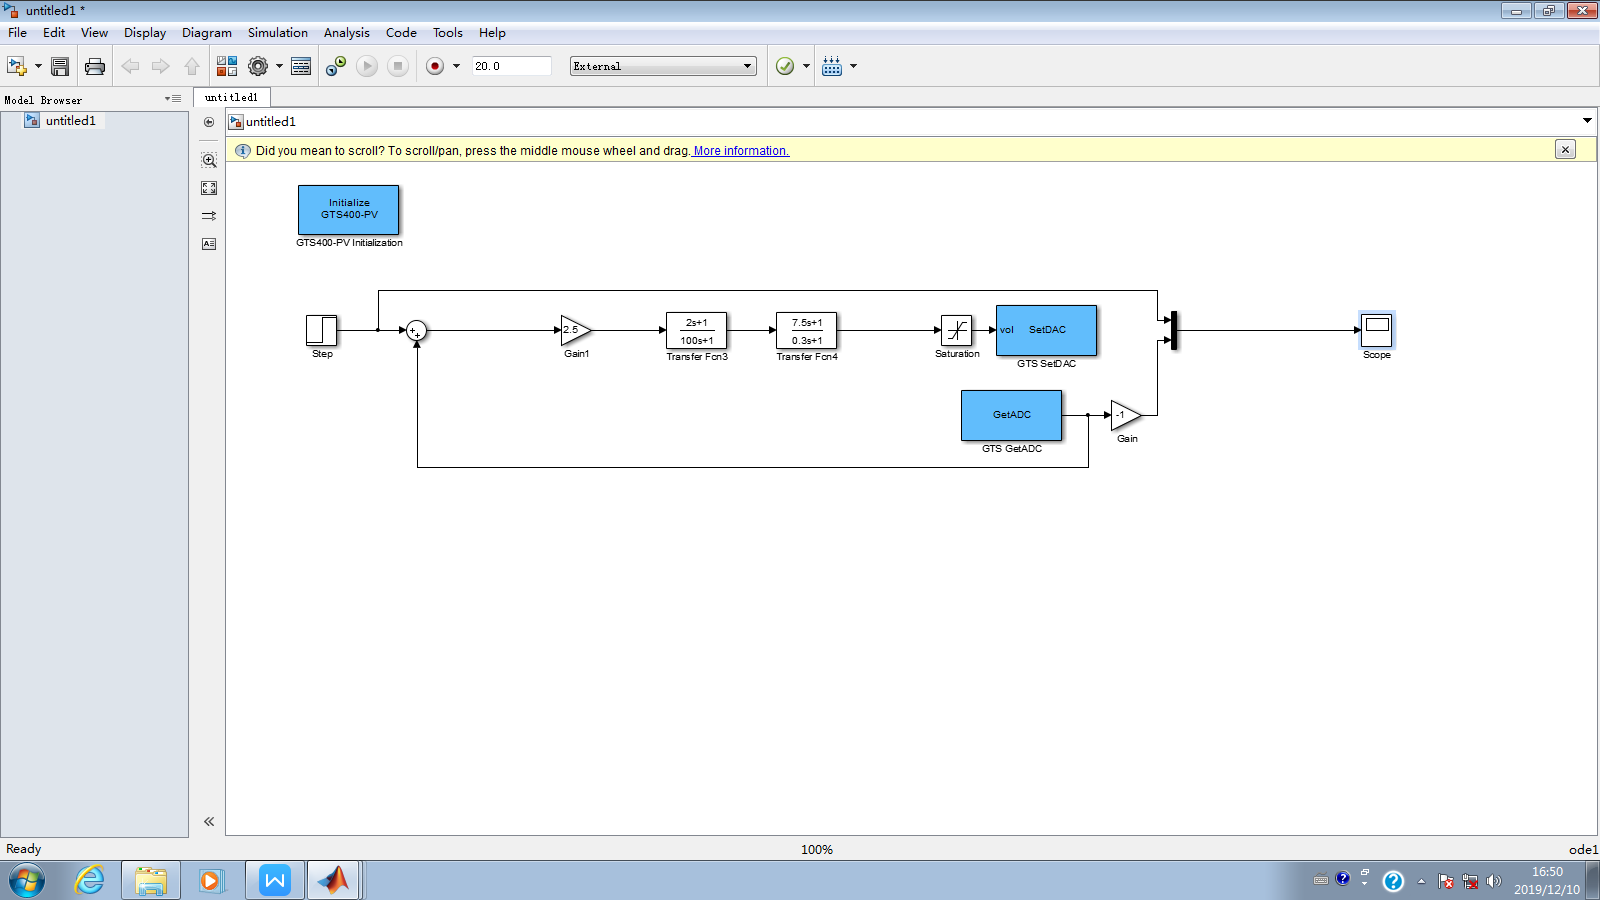 untitled1 *
File Edit View Display Diagram Simulation Analysis Code Tools Help
20.0 External
Model Browser untitled1
untitled1 untitled1
Did you mean to scroll? To scroll/pan, press the middle mouse wheel and drag. More information.
Initialize
GTS400-PV
GTS400-PV Initialization
Step
2.5
Gain1
2s+1
100s+1
Transfer Fcn3
7.5s+1
0.3s+1
Transfer Fcn4
Saturation
vol SetDAC
GTS SetDAC
Scope
GetADC
GTS GetADC
-1
Gain
Ready 100% ode1
16:50
2019/12/10